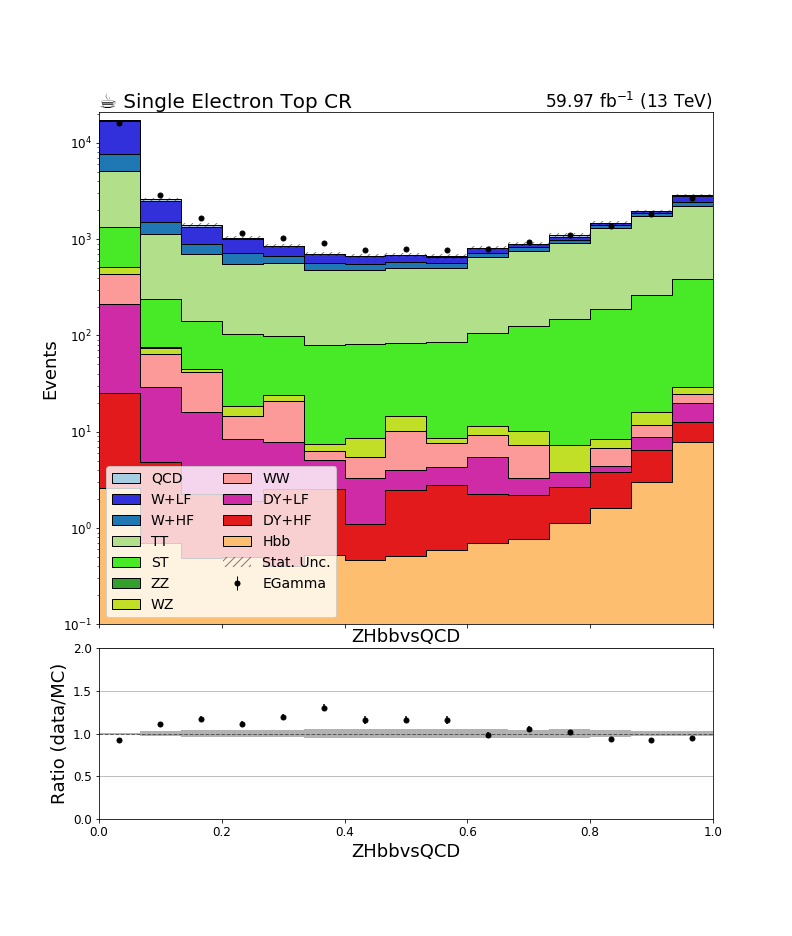 ☕ Single Electron Top CR 59.97 fb⁻¹ (13 TeV)
Events
10⁴
10³
10²
10¹
10⁰
10⁻¹
QCD
W+LF
W+HF
TT
ST
ZZ
WZ
WW
DY+LF
DY+HF
Hbb
Stat. Unc.
EGamma
ZHbbvsQCD
Ratio (data/MC)
2.0
1.5
1.0
0.5
0.0
0.0 0.2 0.4 0.6 0.8 1.0
ZHbbvsQCD